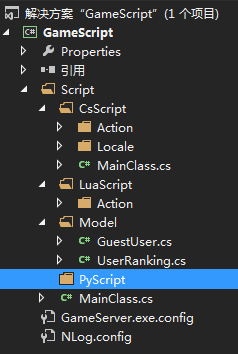 解决方案“GameScript”(1 个项目)
GameScript
Properties
引用
Script
CsScript
Action
Locale
MainClass.cs
LuaScript
Action
Model
GuestUser.cs
UserRanking.cs
PyScript
MainClass.cs
GameServer.exe.config
NLog.config